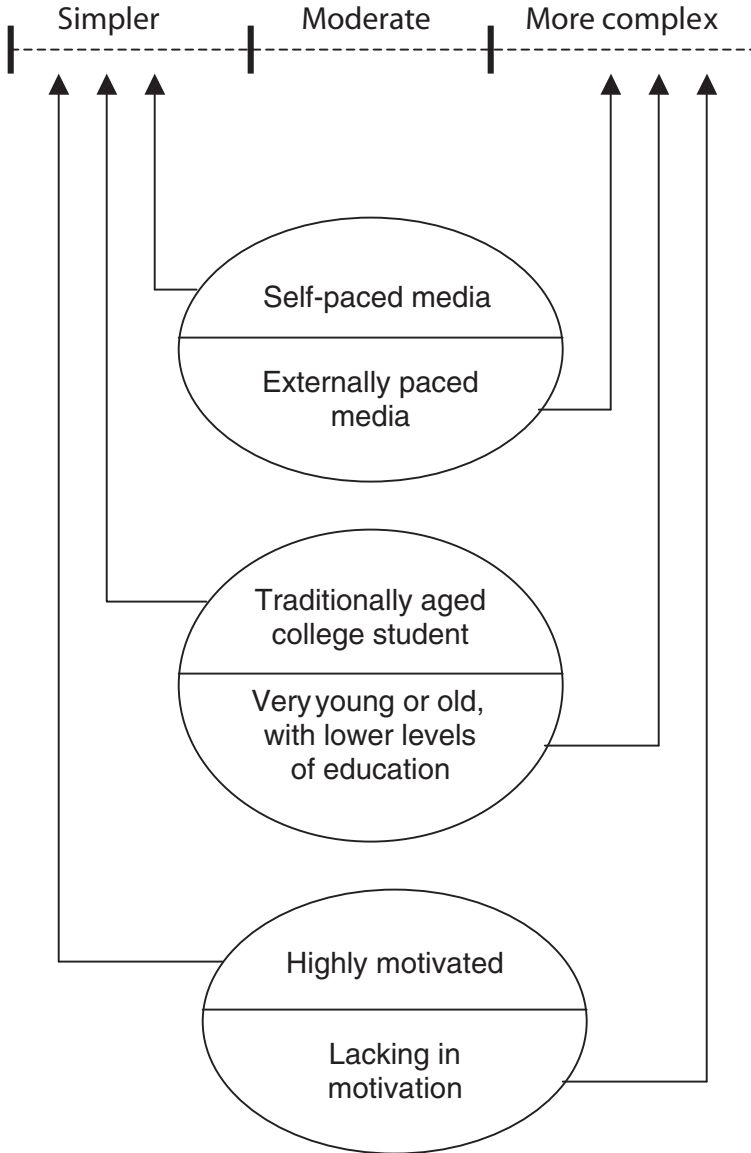 Simpler
Moderate
More complex
Self-paced media
Externally paced
media
Traditionally aged
college student
Very young or old,
with lower levels
of education
Highly motivated
Lacking in
motivation